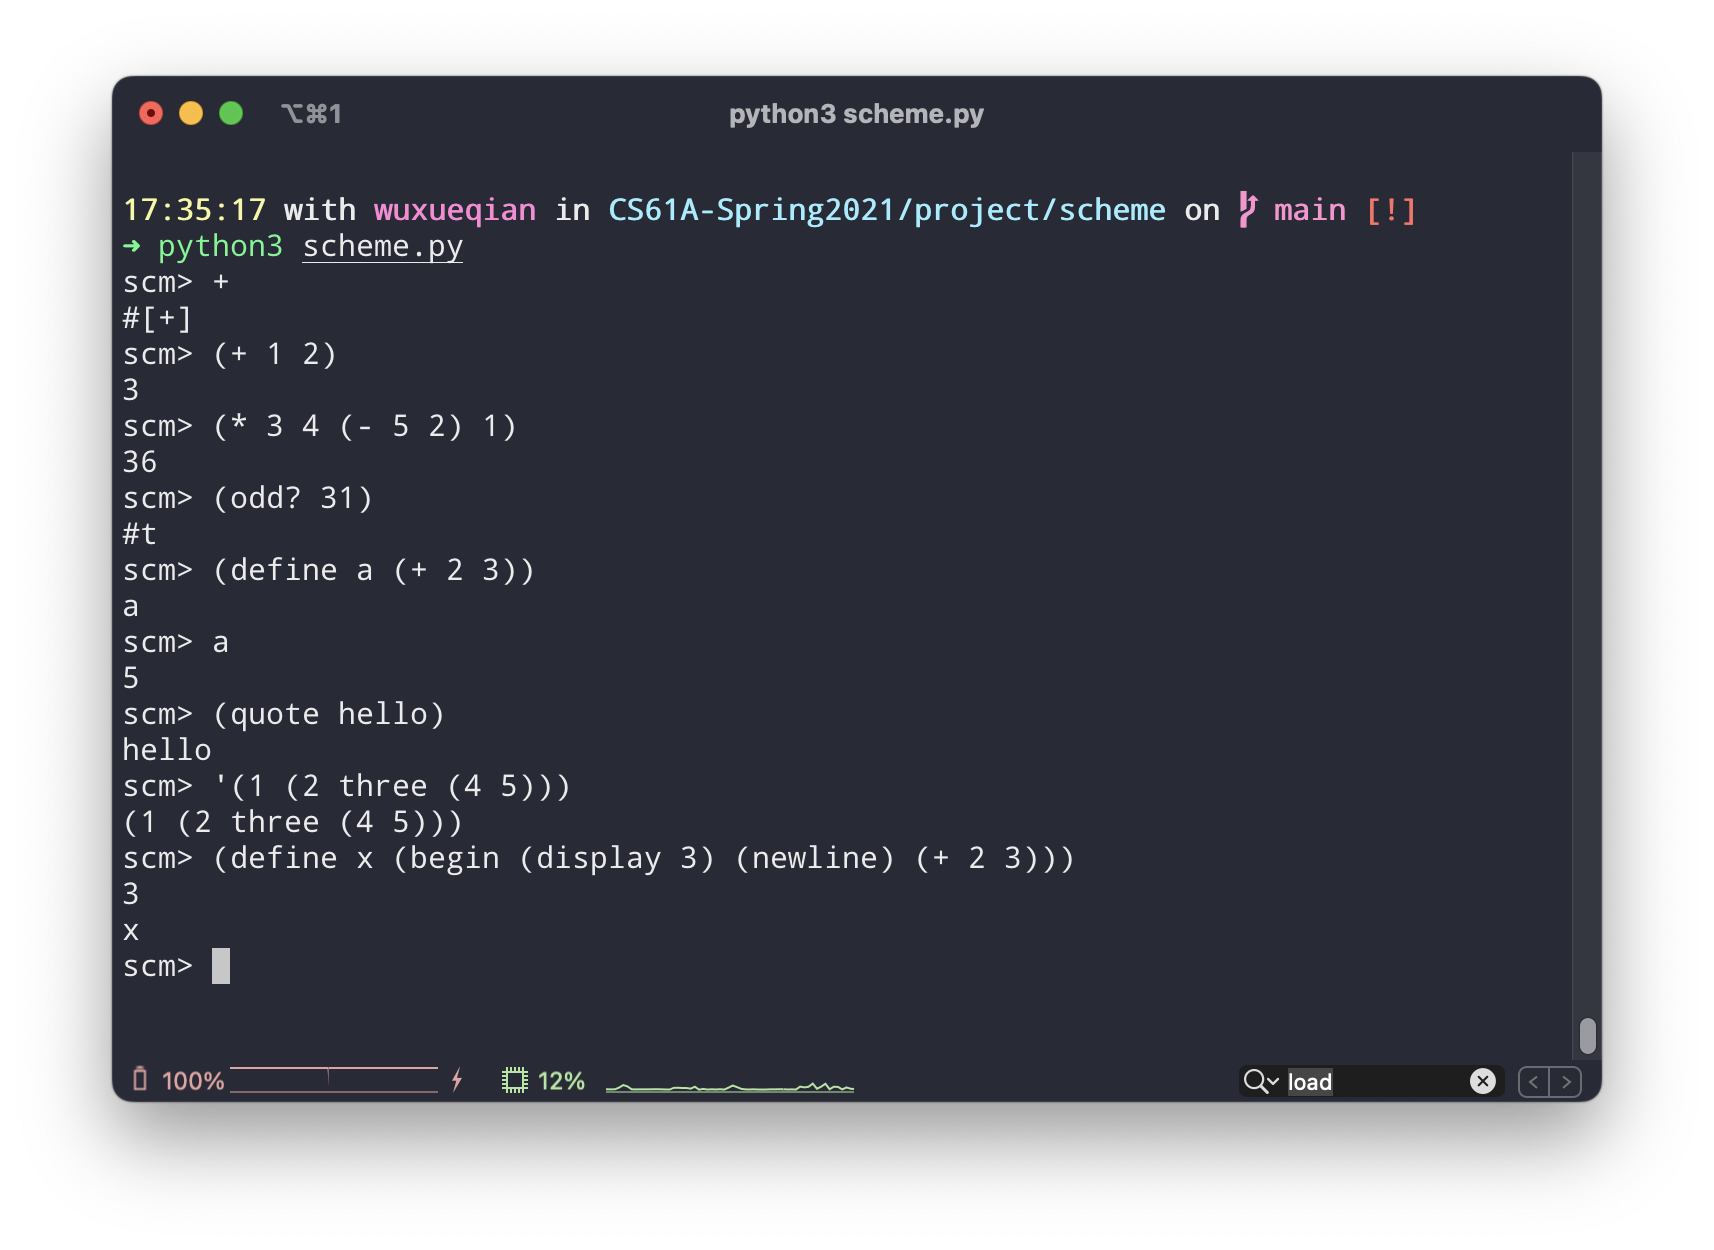 ⌥⌘1 python3 scheme.py
17:35:17 with wuxueqian in CS61A-Spring2021/project/scheme on main [!]
➜ python3 scheme.py
scm> +
#[+]
scm> (+ 1 2)
3
scm> (* 3 4 (- 5 2) 1)
36
scm> (odd? 31)
#t
scm> (define a (+ 2 3))
a
scm> a
5
scm> (quote hello)
hello
scm> '(1 (2 three (4 5)))
(1 (2 three (4 5)))
scm> (define x (begin (display 3) (newline) (+ 2 3)))
3
x
scm>
100% 12% load